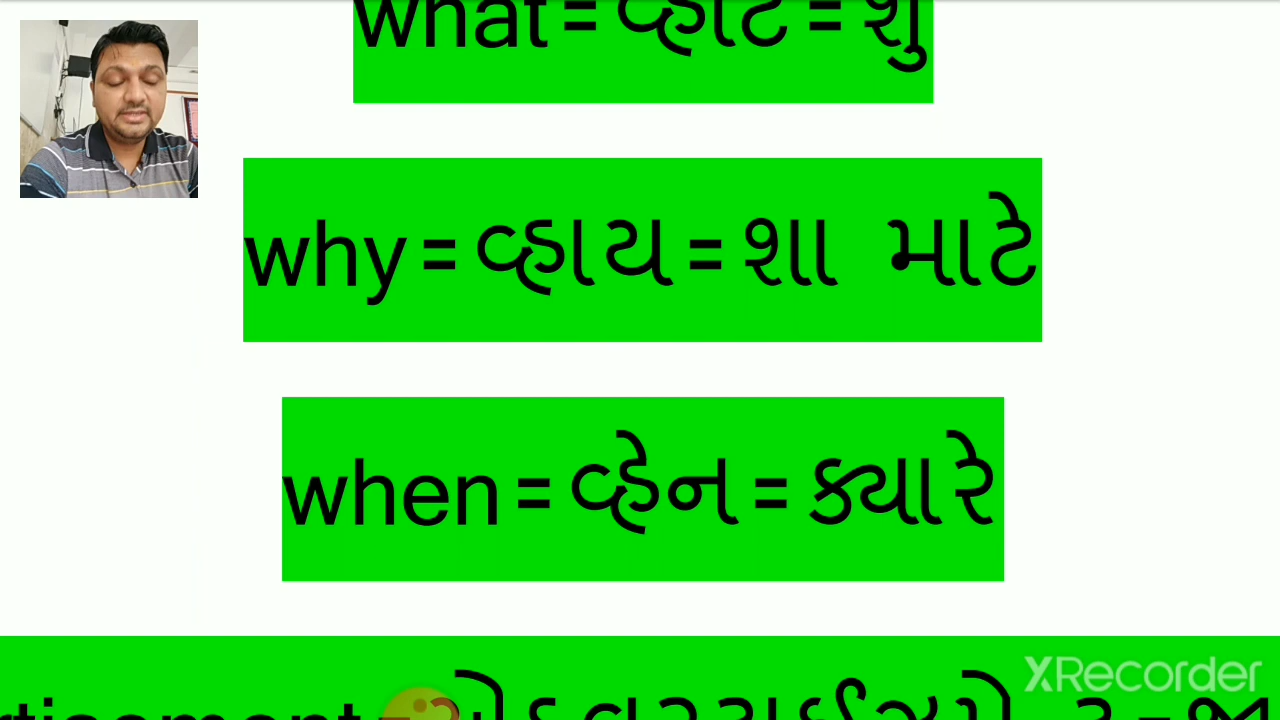 what = વ્હાટ = શુ
why = વ્હાય = શા માટે
when = વ્હેન = ક્યારે
XRecorder